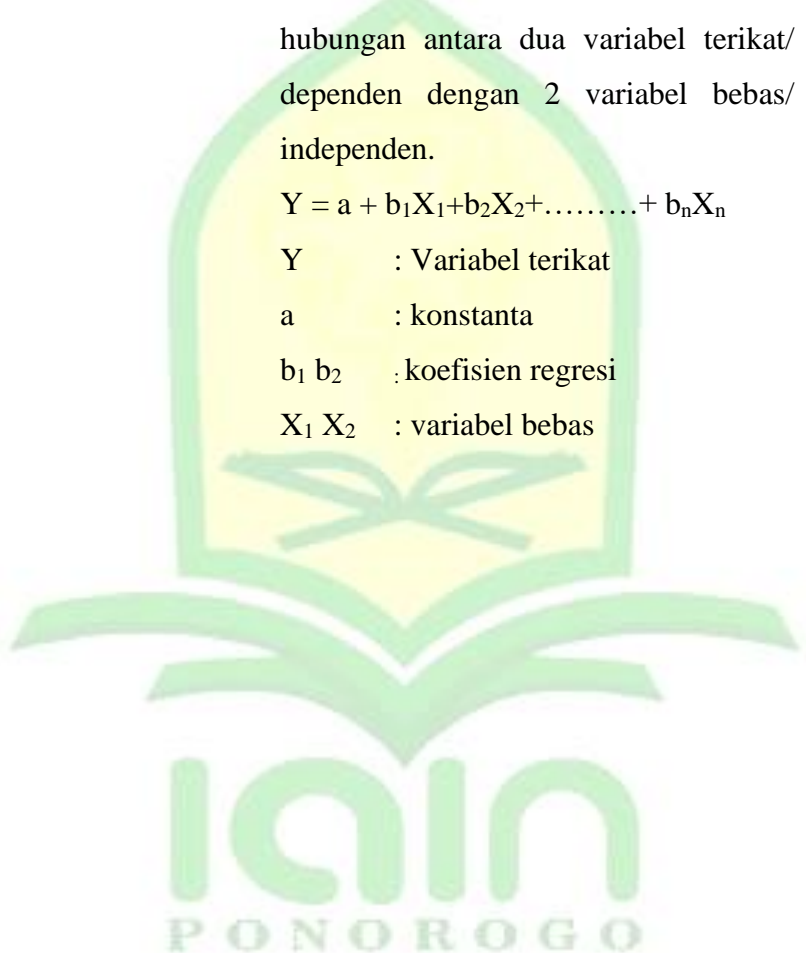 hubungan antara dua variabel terikat/
dependen dengan 2 variabel bebas/
independen.
Y = a + b₁X₁+b₂X₂+………+ bₙXₙ
Y : Variabel terikat
a : konstanta
b₁ b₂ : koefisien regresi
X₁ X₂ : variabel bebas
IAIN
PONOROGO